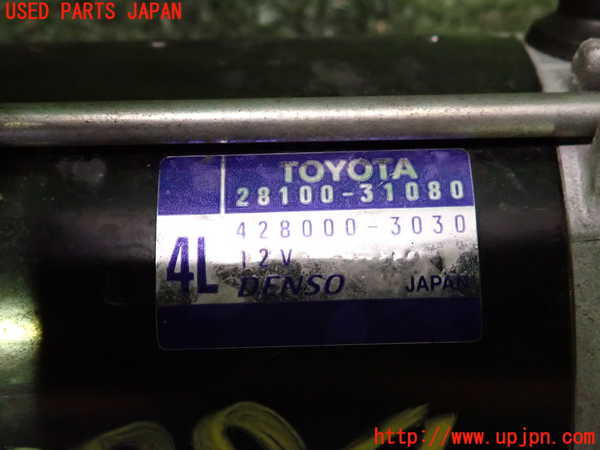 USED PARTS JAPAN
TOYOTA
28100-31080
428000-3030
4L
12V
DENSO
JAPAN
http://www.upjpn.com